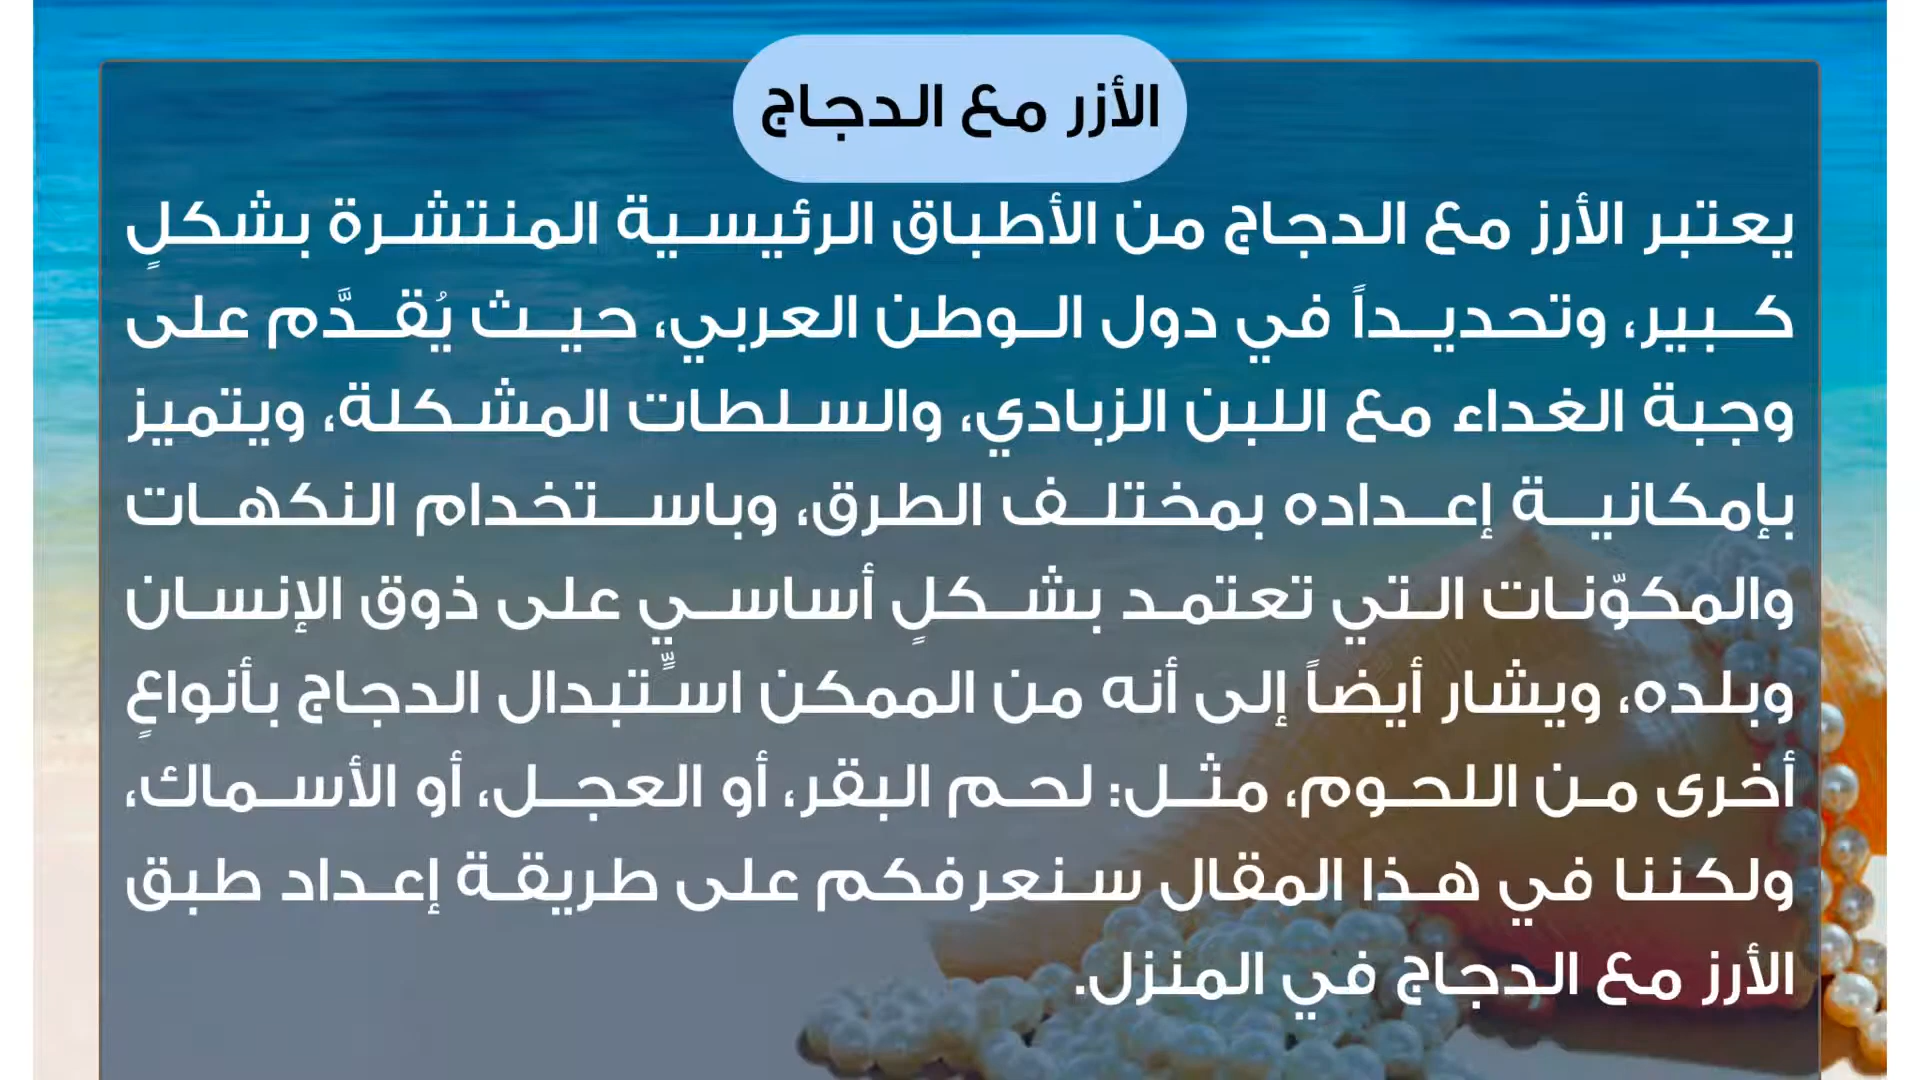 الأزر مع الدجاج
يعتبر الأرز مع الدجاج من الأطباق الرئيسية المنتشرة بشكلٍ
كبير، وتحديداً في دول الوطن العربي، حيث يُقدَّم على
وجبة الغداء مع اللبن الزبادي، والسلطات المشكلة، ويتميز
بإمكانية إعداده بمختلف الطرق، وباستخدام النكهات
والمكوّنات التي تعتمد بشكلٍ أساسيٍّ على ذوق الإنسان
وبلده، ويشار أيضاً إلى أنه من الممكن استبدال الدجاج بأنواعٍ
أخرى من اللحوم، مثل: لحم البقر، أو العجل، أو الأسماك،
ولكننا في هذا المقال سنعرفكم على طريقة إعداد طبق
الأرز مع الدجاج في المنزل.